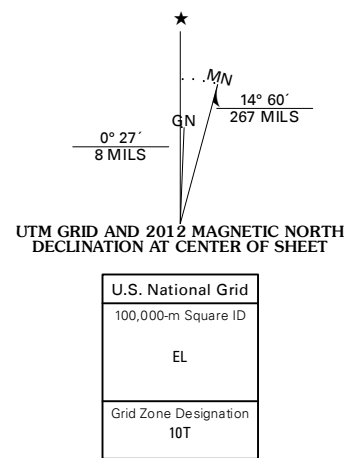 ★
MN
GN
14° 60´
267 MILS
0° 27´
8 MILS
UTM GRID AND 2012 MAGNETIC NORTH
DECLINATION AT CENTER OF SHEET
U.S. National Grid
100,000-m Square ID
EL
Grid Zone Designation
10T